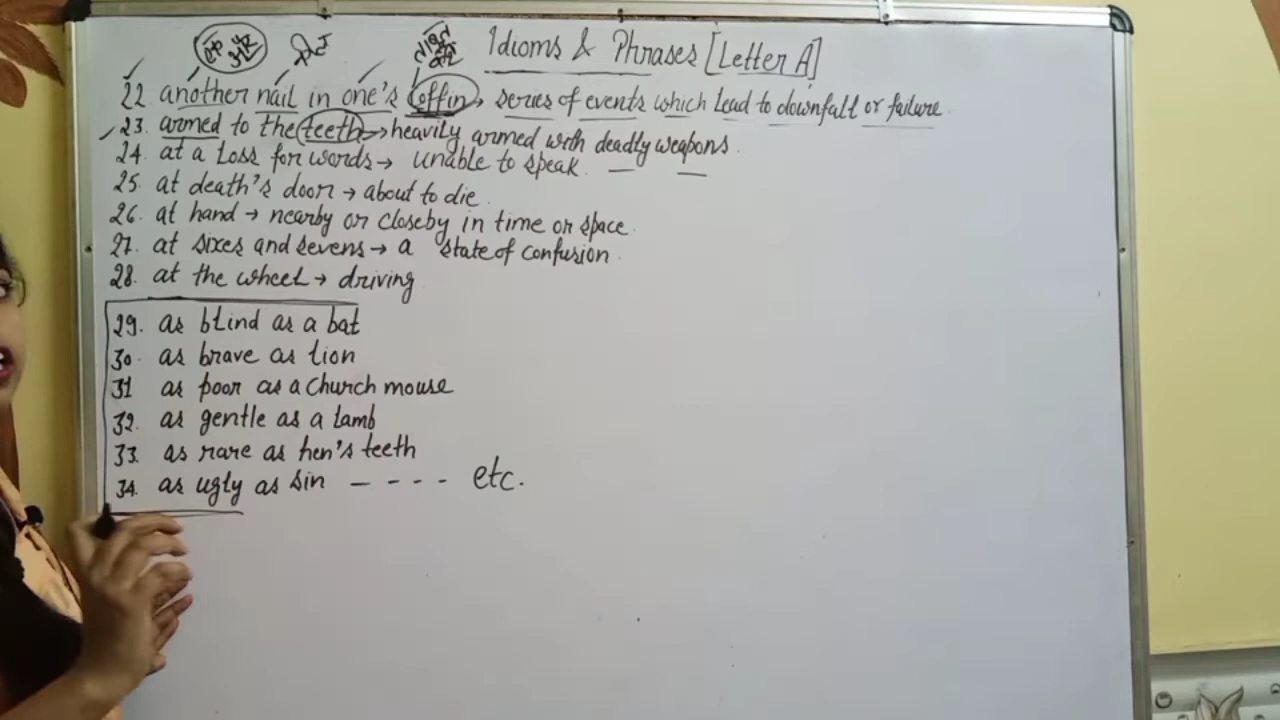 एक और
Idioms & Phrases [Letter A]
22. another nail in one's coffin → series of events which lead to downfall or failure.
23. armed to the teeth → heavily armed with deadly weapons.
24. at a loss for words → unable to speak.
25. at death's door → about to die.
26. at hand → nearby or closeby in time or space.
27. at sixes and sevens → a state of confusion.
28. at the wheel → driving
29. as blind as a bat
30. as brave as lion
31 as poor as a church mouse
32. as gentle as a lamb
33. as rare as hen's teeth
34. as ugly as sin - - - - etc.